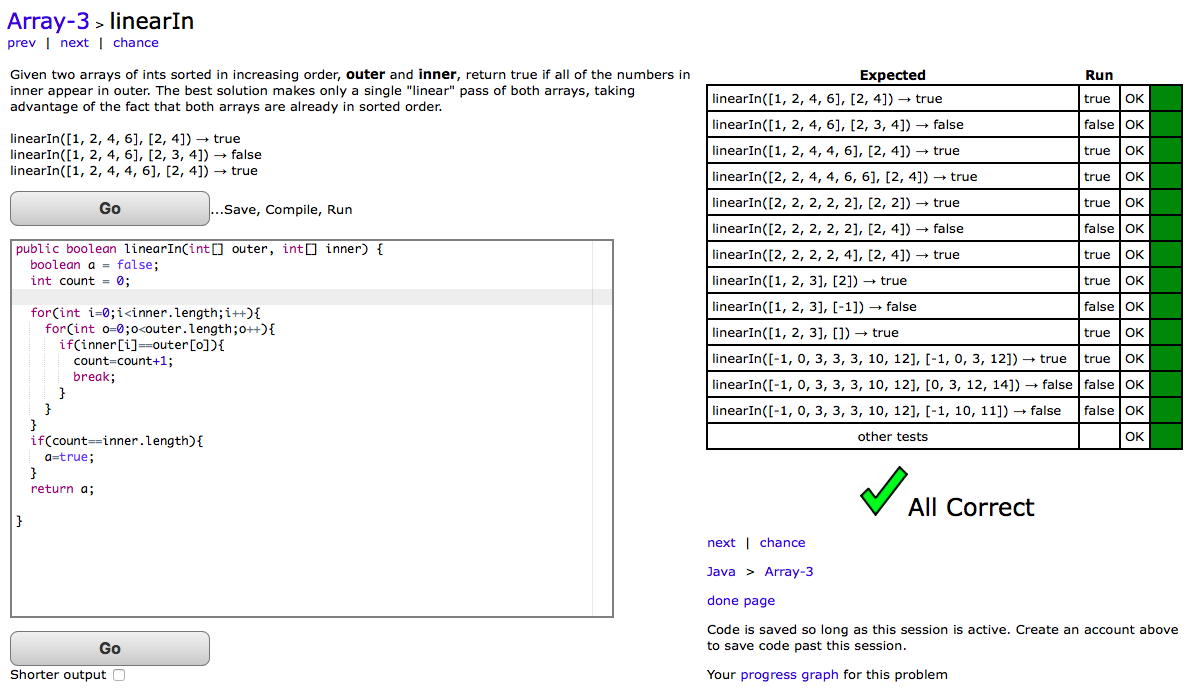 Array-3 > linearIn
prev | next | chance
Given two arrays of ints sorted in increasing order, outer and inner, return true if all of the numbers in
inner appear in outer. The best solution makes only a single "linear" pass of both arrays, taking
advantage of the fact that both arrays are already in sorted order.
linearIn([1, 2, 4, 6], [2, 4]) → true
linearIn([1, 2, 4, 6], [2, 3, 4]) → false
linearIn([1, 2, 4, 4, 6], [2, 4]) → true
Go ...Save, Compile, Run
public boolean linearIn(int[] outer, int[] inner) {
  boolean a = false;
  int count = 0;

  for(int i=0;i<inner.length;i++){
    for(int o=0;o<outer.length;o++){
      if(inner[i]==outer[o]){
        count=count+1;
        break;
      }
    }
  }
  if(count==inner.length){
    a=true;
  }
  return a;

}
Go
Shorter output
Expected Run
linearIn([1, 2, 4, 6], [2, 4]) → true true OK
linearIn([1, 2, 4, 6], [2, 3, 4]) → false false OK
linearIn([1, 2, 4, 4, 6], [2, 4]) → true true OK
linearIn([2, 2, 4, 4, 6, 6], [2, 4]) → true true OK
linearIn([2, 2, 2, 2, 2], [2, 2]) → true true OK
linearIn([2, 2, 2, 2, 2], [2, 4]) → false false OK
linearIn([2, 2, 2, 2, 4], [2, 4]) → true true OK
linearIn([1, 2, 3], [2]) → true true OK
linearIn([1, 2, 3], [-1]) → false false OK
linearIn([1, 2, 3], []) → true true OK
linearIn([-1, 0, 3, 3, 3, 10, 12], [-1, 0, 3, 12]) → true true OK
linearIn([-1, 0, 3, 3, 3, 10, 12], [0, 3, 12, 14]) → false false OK
linearIn([-1, 0, 3, 3, 3, 10, 12], [-1, 10, 11]) → false false OK
other tests OK
All Correct
next | chance
Java > Array-3
done page
Code is saved so long as this session is active. Create an account above
to save code past this session.
Your progress graph for this problem